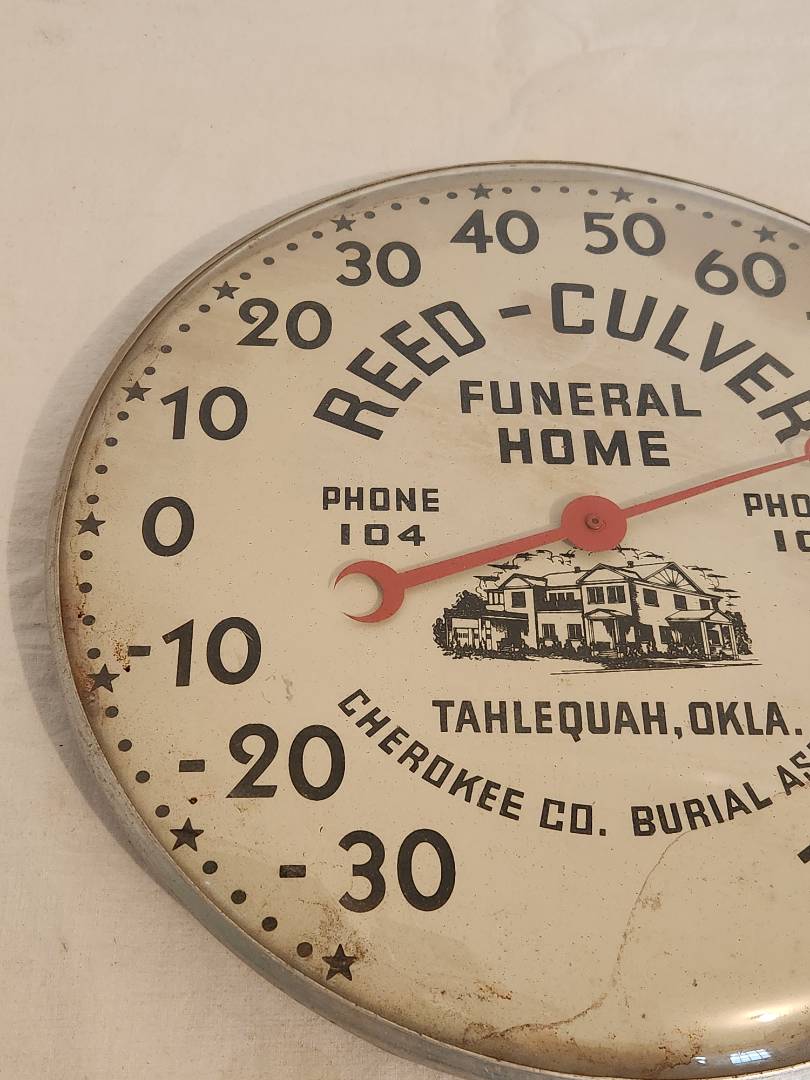 40
50
30
60
20
10
0
-10
-20
-30
REED-CULVER
FUNERAL
HOME
PHONE
104
TAHLEQUAH, OKLA.
CHEROKEE CO. BURIAL